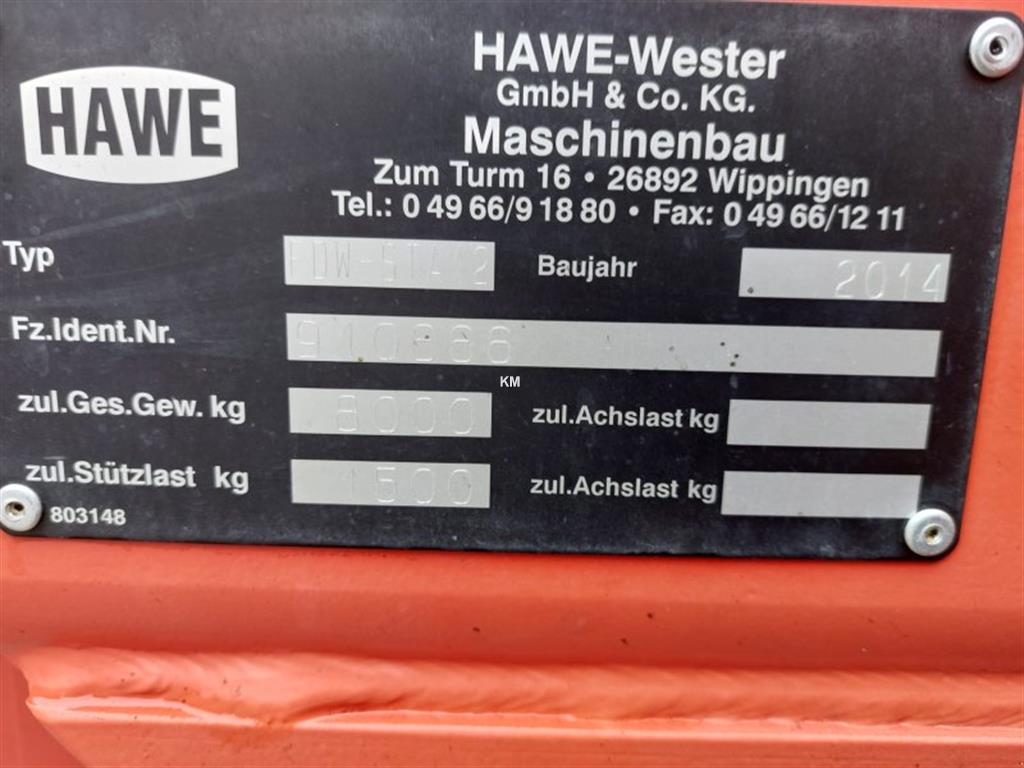 HAWE
HAWE-Wester
GmbH & Co. KG.
Maschinenbau
Zum Turm 16 • 26892 Wippingen
Tel.: 0 49 66/9 18 80 • Fax: 0 49 66/12 11
Typ Baujahr 2014
Fz.Ident.Nr. 910886
KM
zul.Ges.Gew. kg 8000 zul.Achslast kg
zul.Stützlast kg 1500 zul.Achslast kg
803148